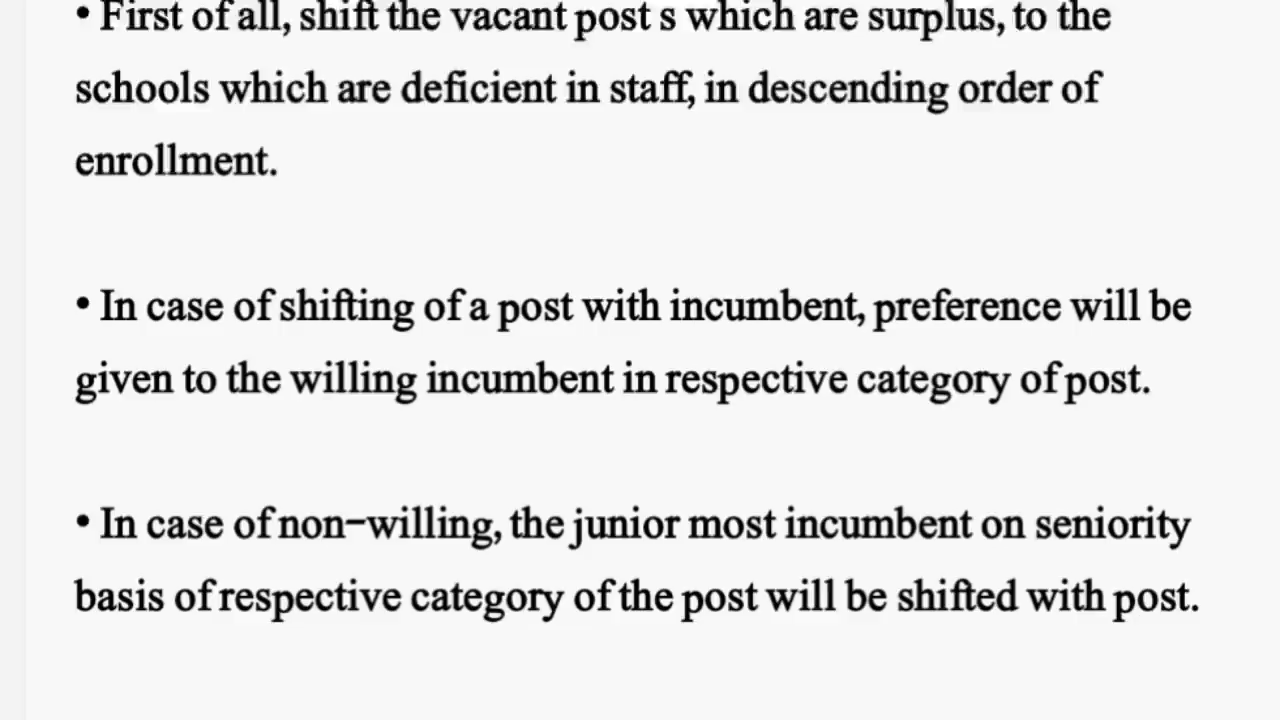 • First of all, shift the vacant post s which are surplus, to the
schools which are deficient in staff, in descending order of
enrollment.
• In case of shifting of a post with incumbent, preference will be
given to the willing incumbent in respective category of post.
• In case of non-willing, the junior most incumbent on seniority
basis of respective category of the post will be shifted with post.